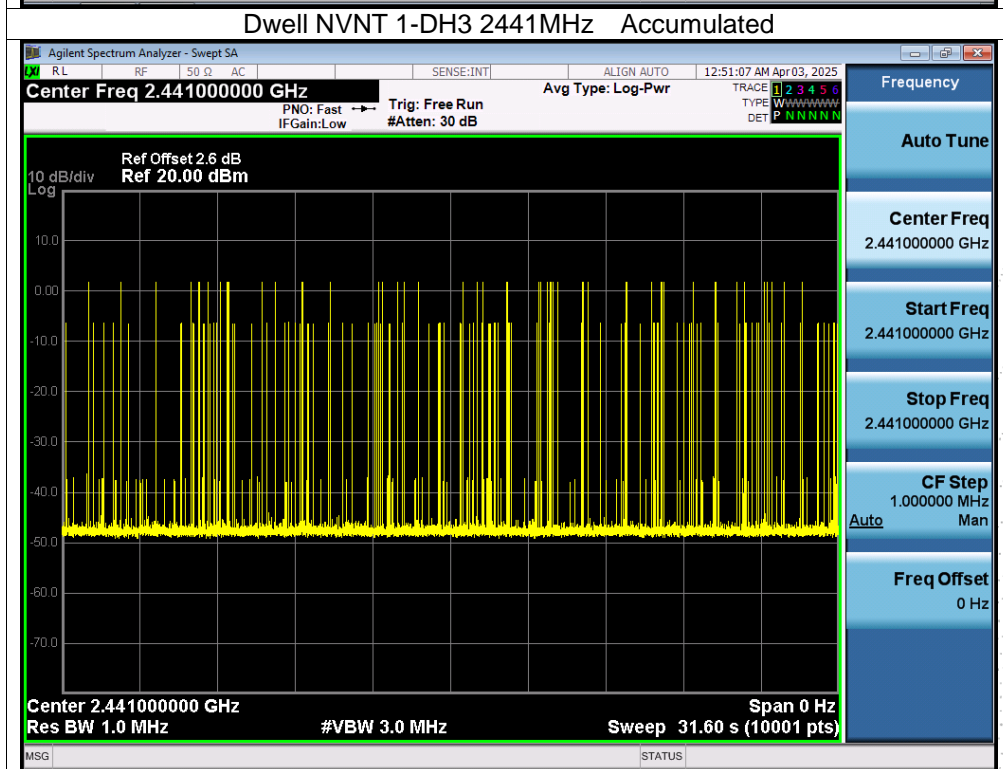 Dwell NVNT 1-DH3 2441MHz Accumulated
Agilent Spectrum Analyzer - Swept SA
LXI RL RF 50 Ω AC SENSE:INT ALIGN AUTO 12:51:07 AM Apr 03, 2025
Center Freq 2.441000000 GHz
PNO: Fast
IFGain:Low
Trig: Free Run
#Atten: 30 dB
Avg Type: Log-Pwr
TRACE 1 2 3 4 5 6
TYPE WWWWWWW
DET P N N N N N
Ref Offset 2.6 dB
10 dB/div Ref 20.00 dBm
Log
10.0
0.00
-10.0
-20.0
-30.0
-40.0
-50.0
-60.0
-70.0
Center 2.441000000 GHz Span 0 Hz
Res BW 1.0 MHz #VBW 3.0 MHz Sweep 31.60 s (10001 pts)
MSG STATUS
Frequency
Auto Tune
Center Freq
2.441000000 GHz
Start Freq
2.441000000 GHz
Stop Freq
2.441000000 GHz
CF Step
1.000000 MHz
Auto Man
Freq Offset
0 Hz